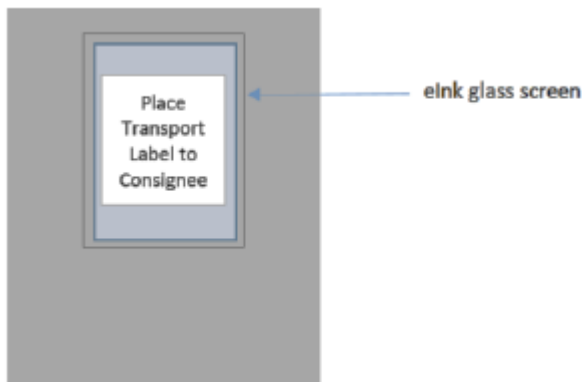 Place
Transport
Label to
Consignee
eInk glass screen